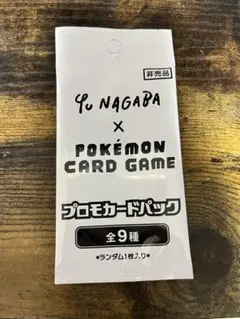 非売品
YU NAGABA
×
POKÉMON
CARD GAME
プロモカードパック
全9種
*ランダム1枚入り*